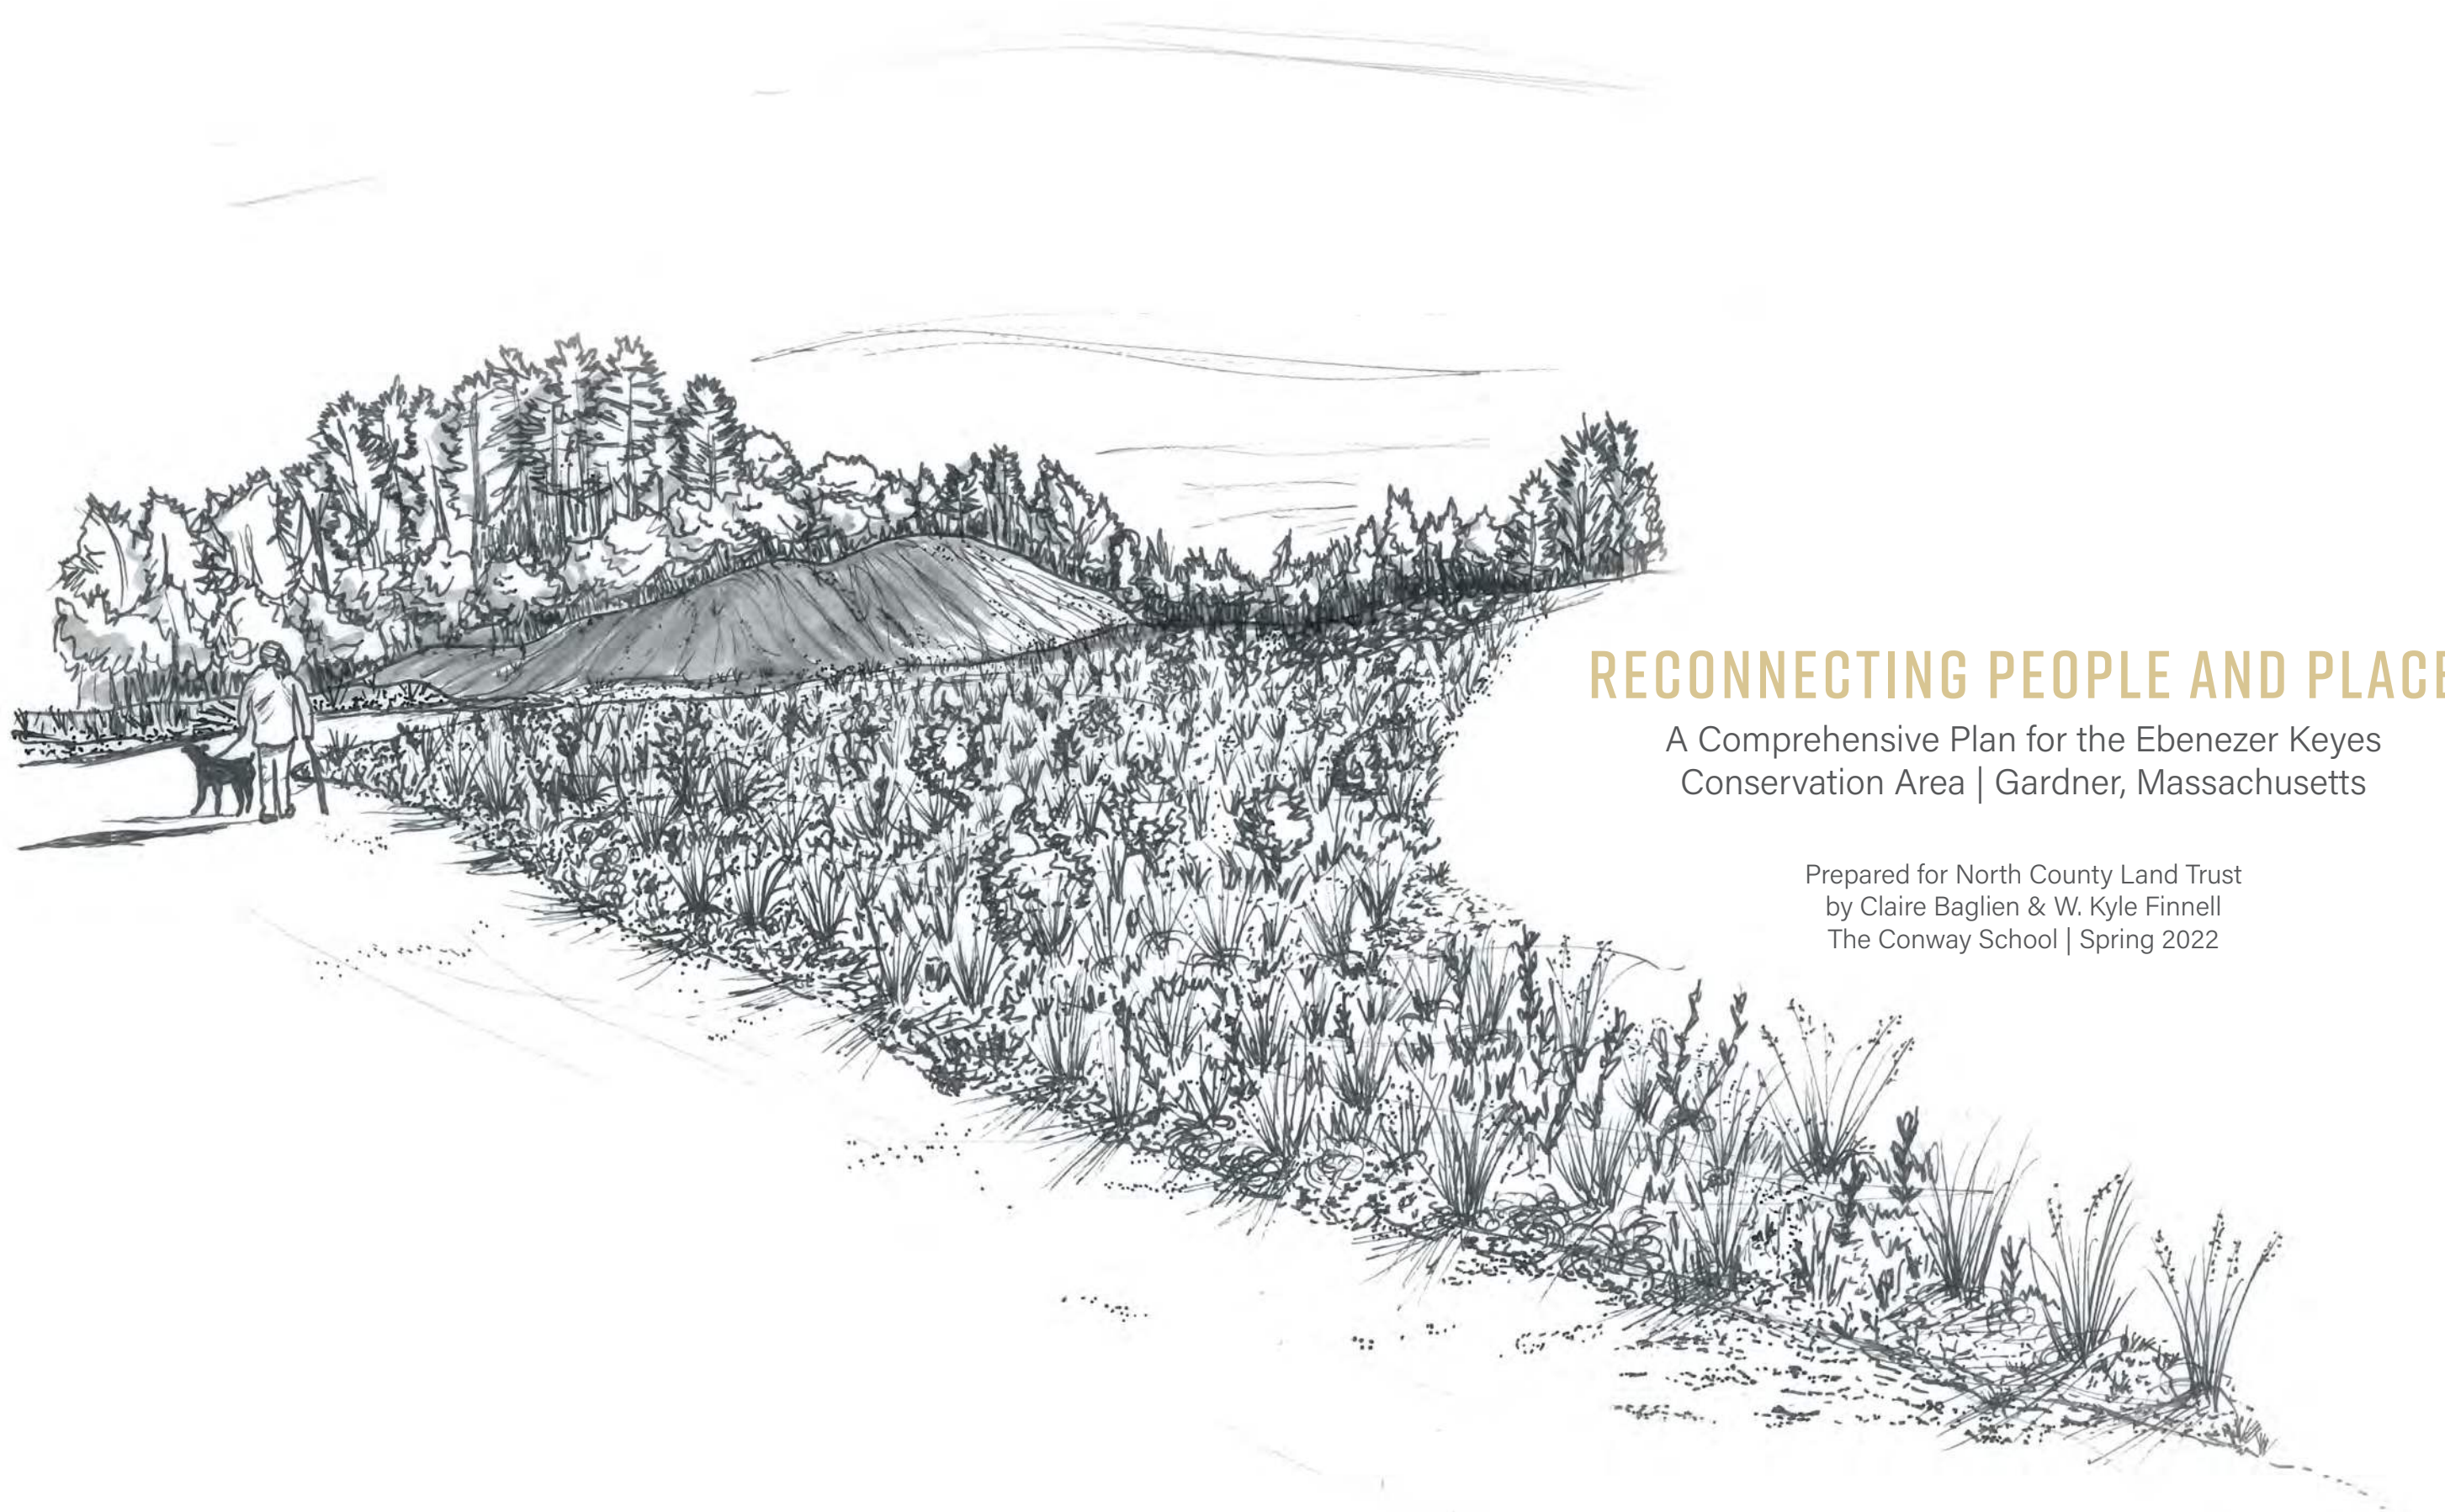 RECONNECTING PEOPLE AND PLACE
A Comprehensive Plan for the Ebenezer Keyes
Conservation Area | Gardner, Massachusetts
Prepared for North County Land Trust
by Claire Baglien & W. Kyle Finnell
The Conway School | Spring 2022